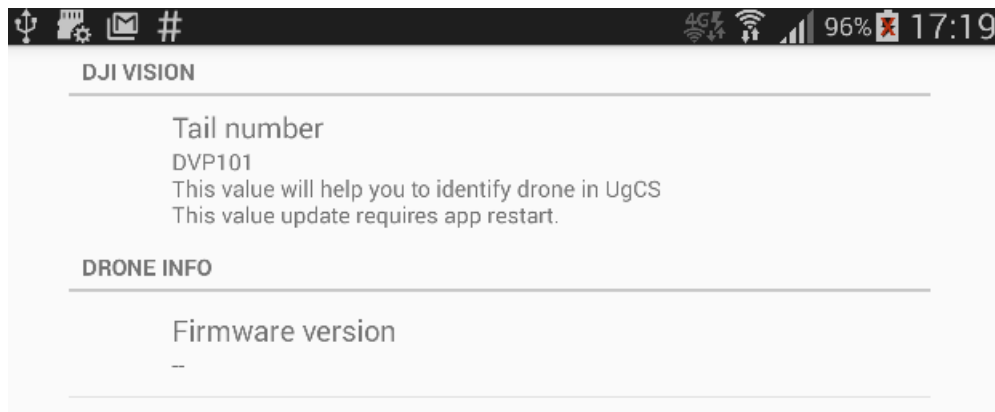 # 4G 96% 17:19
DJI VISION
Tail number
DVP101
This value will help you to identify drone in UgCS
This value update requires app restart.
DRONE INFO
Firmware version
--